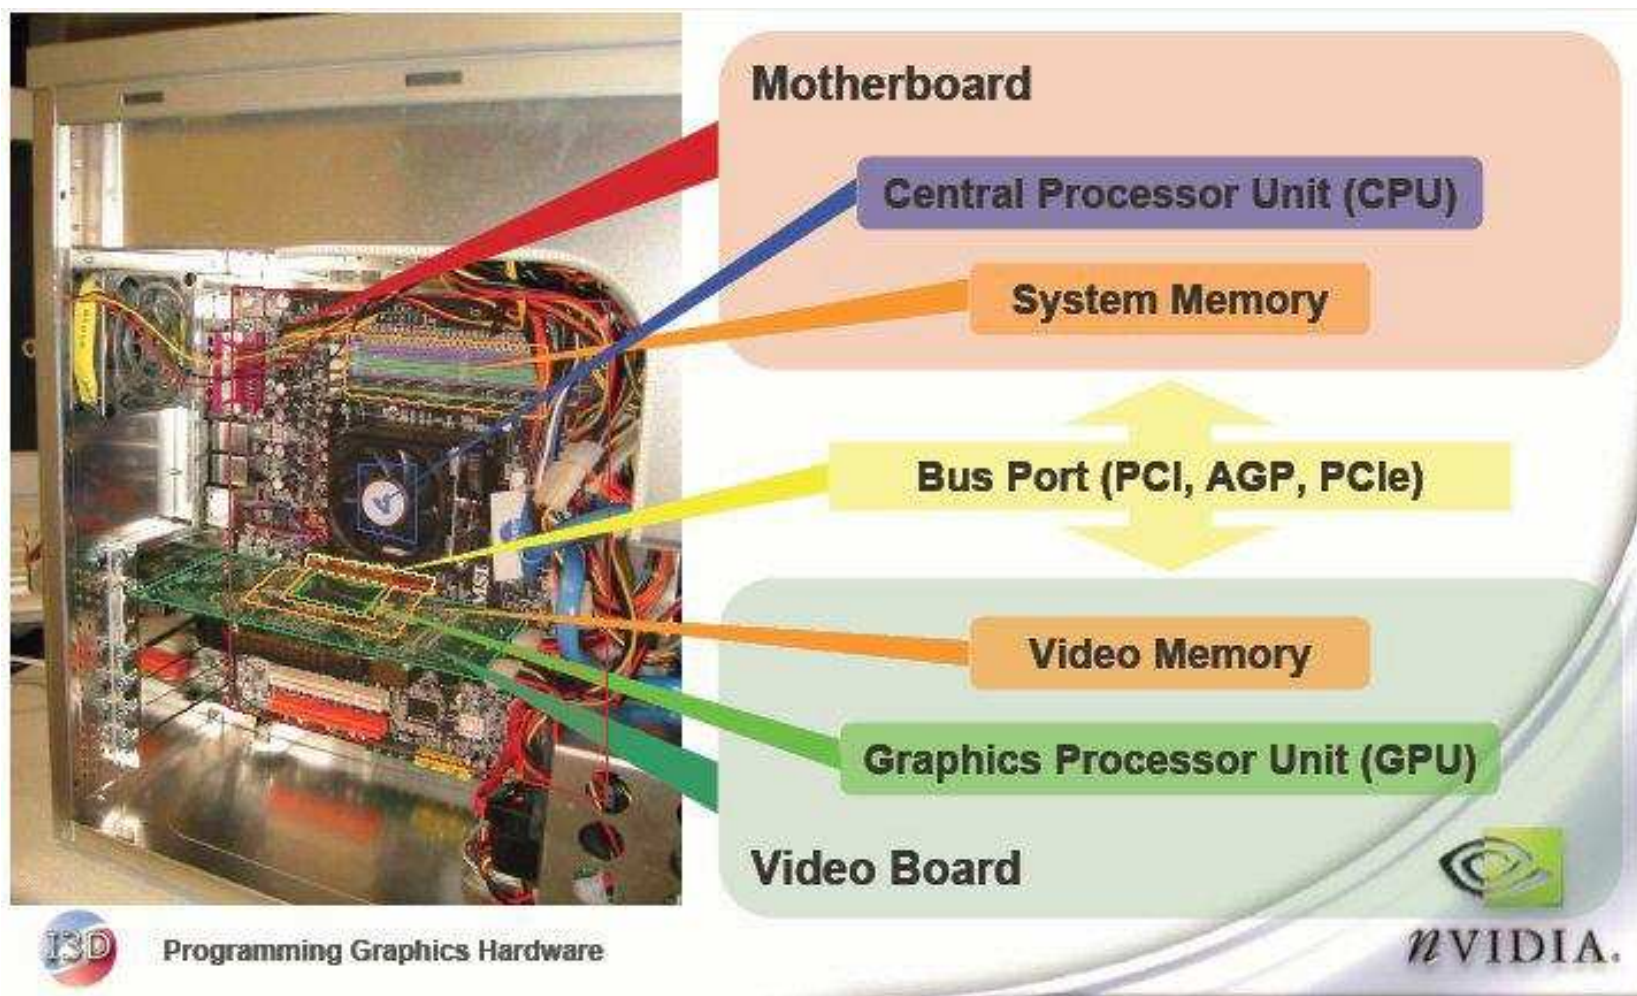 Motherboard
Central Processor Unit (CPU)
System Memory
Bus Port (PCI, AGP, PCIe)
Video Memory
Graphics Processor Unit (GPU)
Video Board
I3D
Programming Graphics Hardware
nVIDIA.